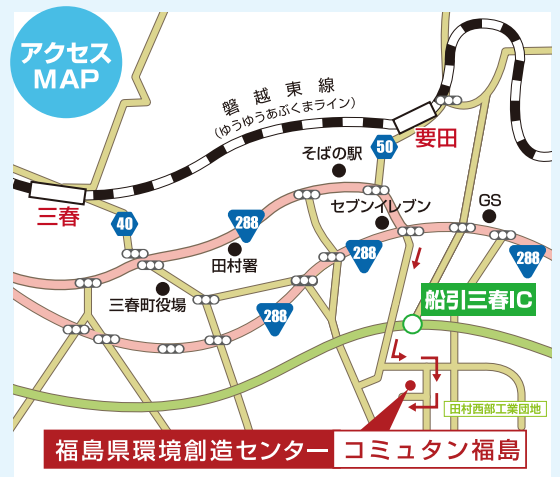 アクセス
MAP
磐越東線
(ゆうゆうあぶくまライン)
要田
50
そばの駅
三春
40
288
セブンイレブン
GS
田村署
288
288
三春町役場
288
船引三春IC
田村西部工業団地
福島県環境創造センター コミュタン福島